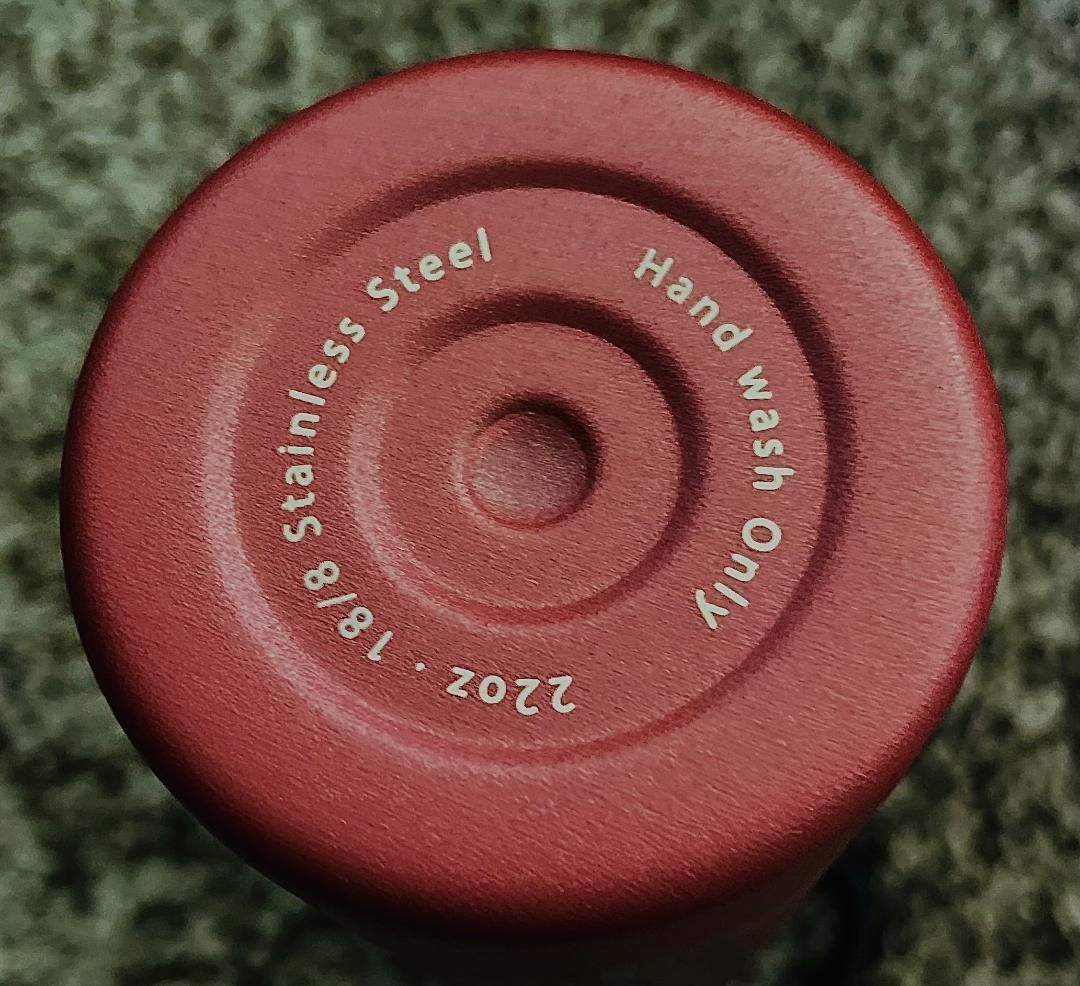 22oz · 18/8 Stainless Steel
Hand wash Only